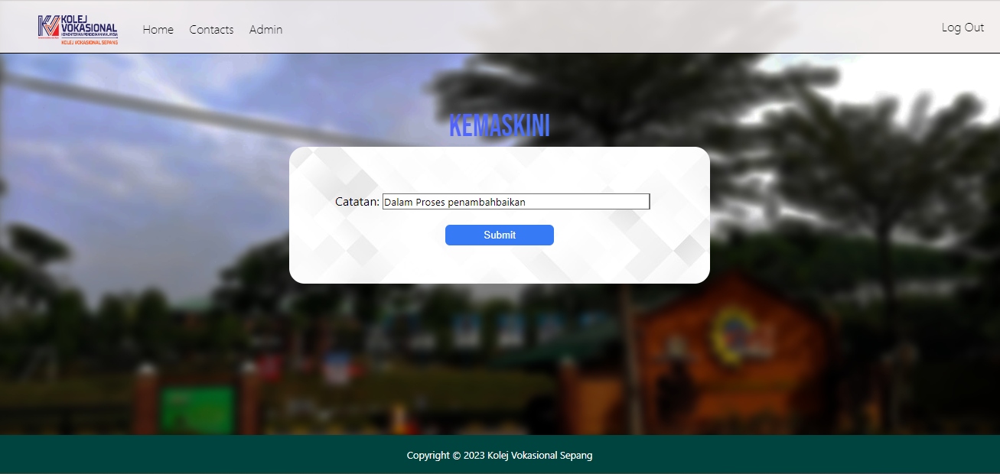 KOLEJ
VOKASIONAL
KEMENTERIAN PENDIDIKAN MALAYSIA
KOLEJ VOKASIONAL SEPANG
Home
Contacts
Admin
Log Out
KEMASKINI
Catatan: Dalam Proses penambahbaikan
Submit
Copyright © 2023 Kolej Vokasional Sepang